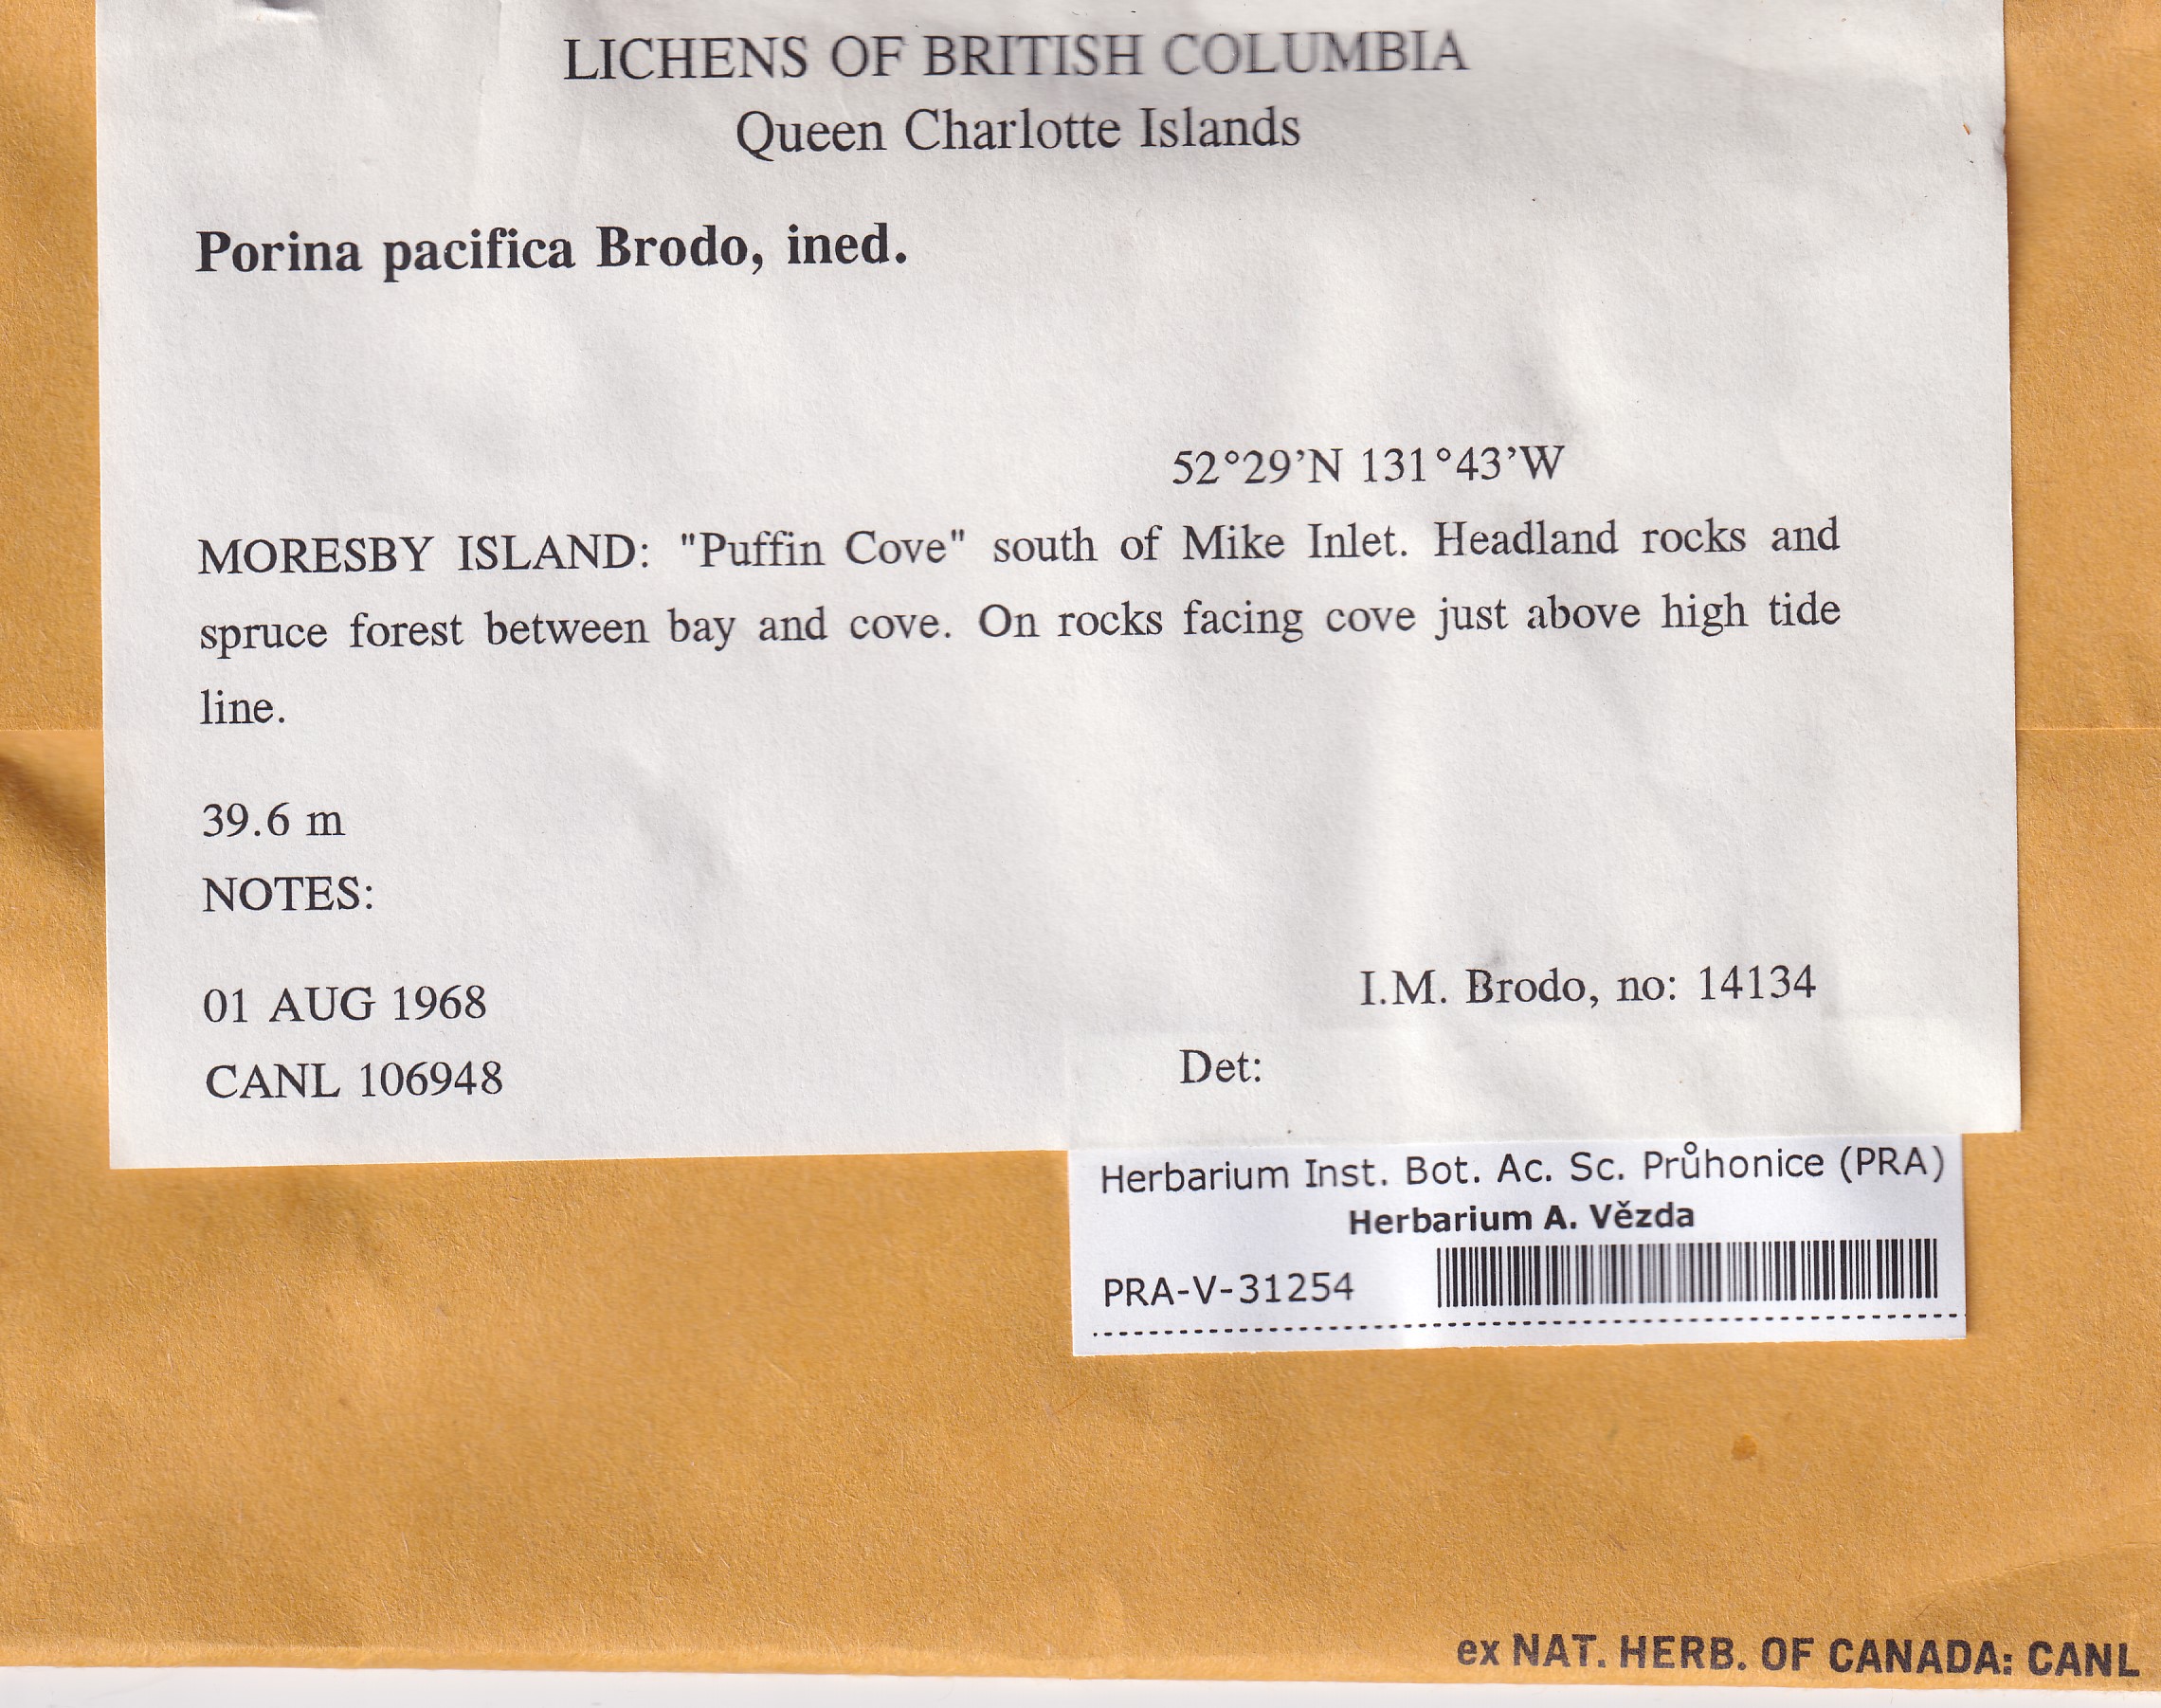 LICHENS OF BRITISH COLUMBIA
Queen Charlotte Islands
Porina pacifica Brodo, ined.
52°29’N 131°43’W
MORESBY ISLAND: "Puffin Cove" south of Mike Inlet. Headland rocks and
spruce forest between bay and cove. On rocks facing cove just above high tide
line.
39.6 m
NOTES:
01 AUG 1968
I.M. Brodo, no: 14134
CANL 106948
Det:
Herbarium Inst. Bot. Ac. Sc. Průhonice (PRA)
Herbarium A. Vězda
PRA-V-31254
ex NAT. HERB. OF CANADA: CANL